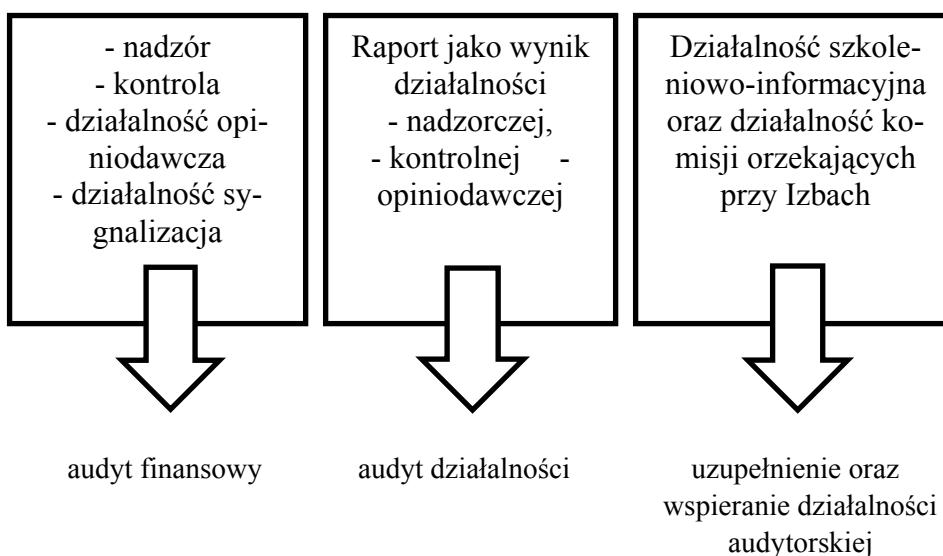 - nadzór
- kontrola
- działalność opi-
niodawcza
- działalność sy-
gnalizacja
Raport jako wynik
działalności
- nadzorczej,
- kontrolnej -
opiniodawczej
Działalność szkole-
niowo-informacyjna
oraz działalność ko-
misji orzekających
przy Izbach
audyt finansowy
audyt działalności
uzupełnienie oraz
wspieranie działalności
audytorskiej